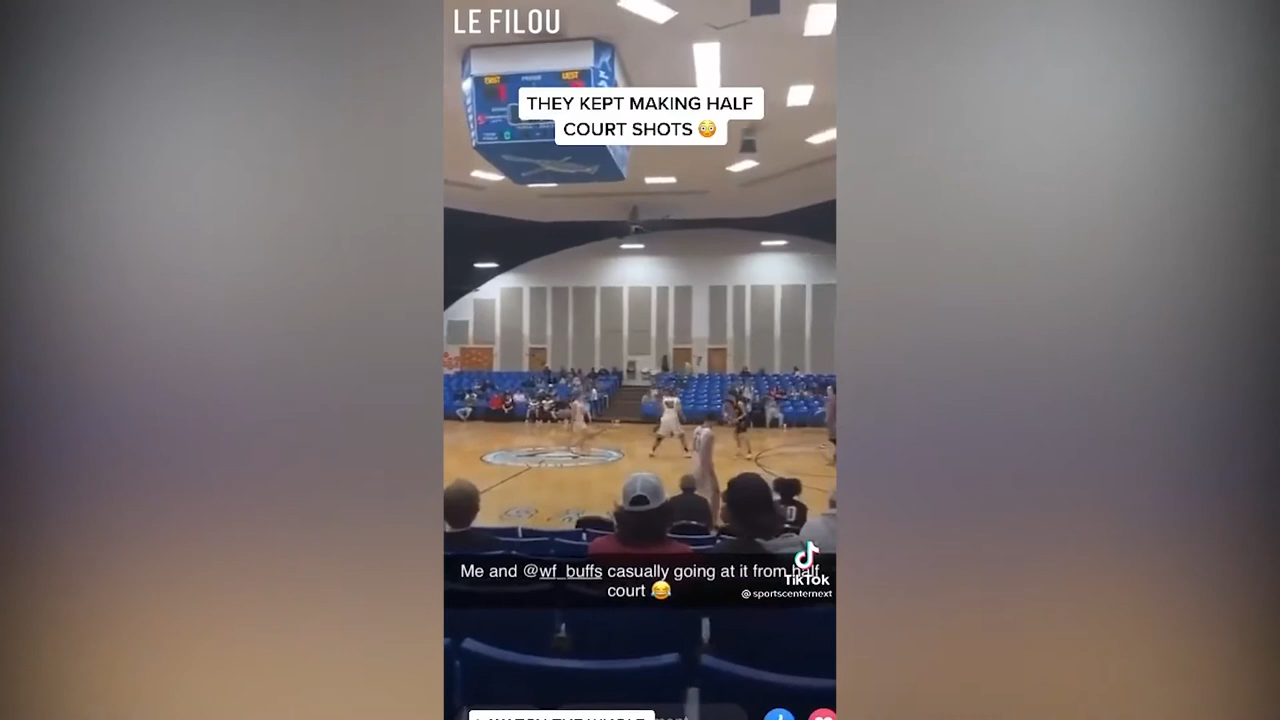 LE FILOU
THEY KEPT MAKING HALF
COURT SHOTS 😳
Me and @wf_buffs casually going at it from half
court 😂
TikTok
@sportscenternext